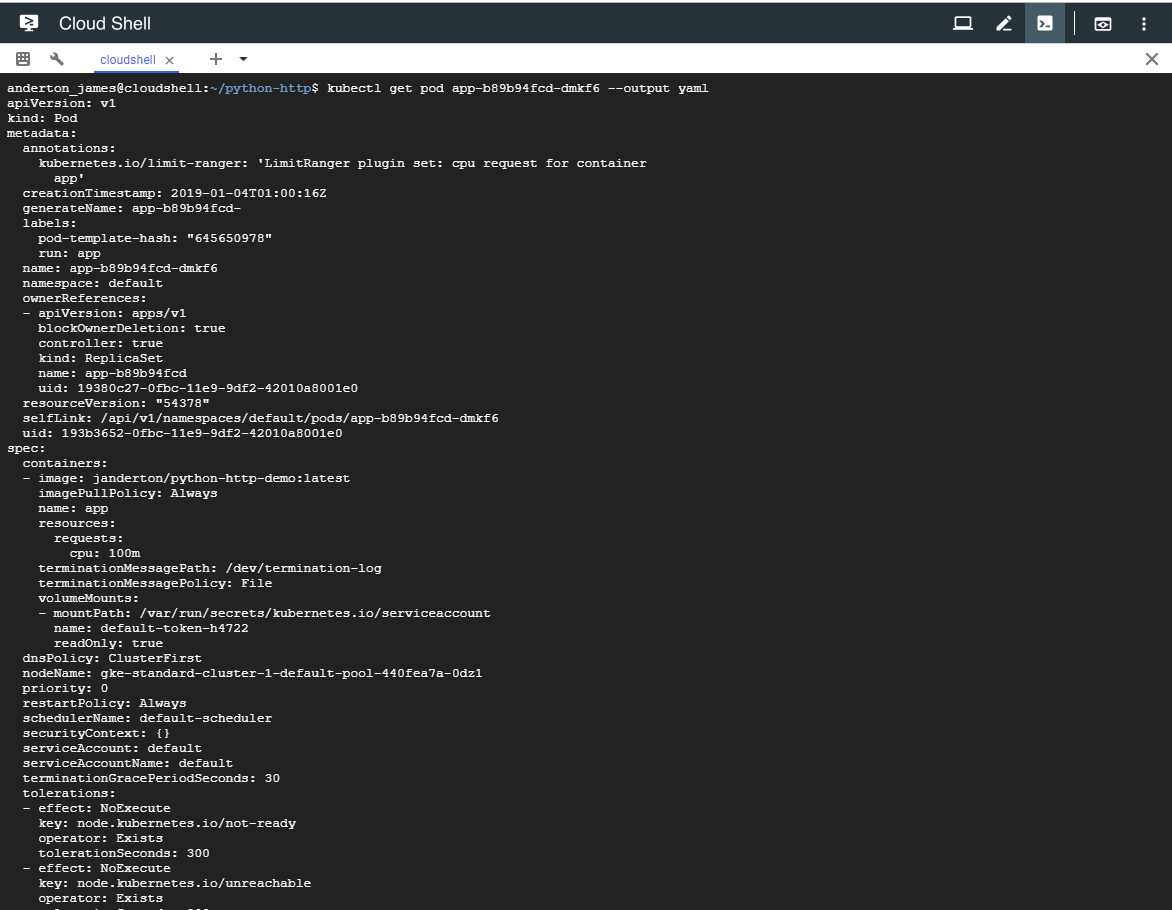 Cloud Shell
cloudshell
anderton_james@cloudshell:~/python-http$ kubectl get pod app-b89b94fcd-dmkf6 --output yaml
apiVersion: v1
kind: Pod
metadata:
  annotations:
    kubernetes.io/limit-ranger: 'LimitRanger plugin set: cpu request for container
      app'
  creationTimestamp: 2019-01-04T01:00:16Z
  generateName: app-b89b94fcd-
  labels:
    pod-template-hash: "645650978"
    run: app
  name: app-b89b94fcd-dmkf6
  namespace: default
  ownerReferences:
  - apiVersion: apps/v1
    blockOwnerDeletion: true
    controller: true
    kind: ReplicaSet
    name: app-b89b94fcd
    uid: 19380c27-0fbc-11e9-9df2-42010a8001e0
  resourceVersion: "54378"
  selfLink: /api/v1/namespaces/default/pods/app-b89b94fcd-dmkf6
  uid: 193b3652-0fbc-11e9-9df2-42010a8001e0
spec:
  containers:
  - image: janderton/python-http-demo:latest
    imagePullPolicy: Always
    name: app
    resources:
      requests:
        cpu: 100m
    terminationMessagePath: /dev/termination-log
    terminationMessagePolicy: File
    volumeMounts:
    - mountPath: /var/run/secrets/kubernetes.io/serviceaccount
      name: default-token-h4722
      readOnly: true
  dnsPolicy: ClusterFirst
  nodeName: gke-standard-cluster-1-default-pool-440fea7a-0dz1
  priority: 0
  restartPolicy: Always
  schedulerName: default-scheduler
  securityContext: {}
  serviceAccount: default
  serviceAccountName: default
  terminationGracePeriodSeconds: 30
  tolerations:
  - effect: NoExecute
    key: node.kubernetes.io/not-ready
    operator: Exists
    tolerationSeconds: 300
  - effect: NoExecute
    key: node.kubernetes.io/unreachable
    operator: Exists